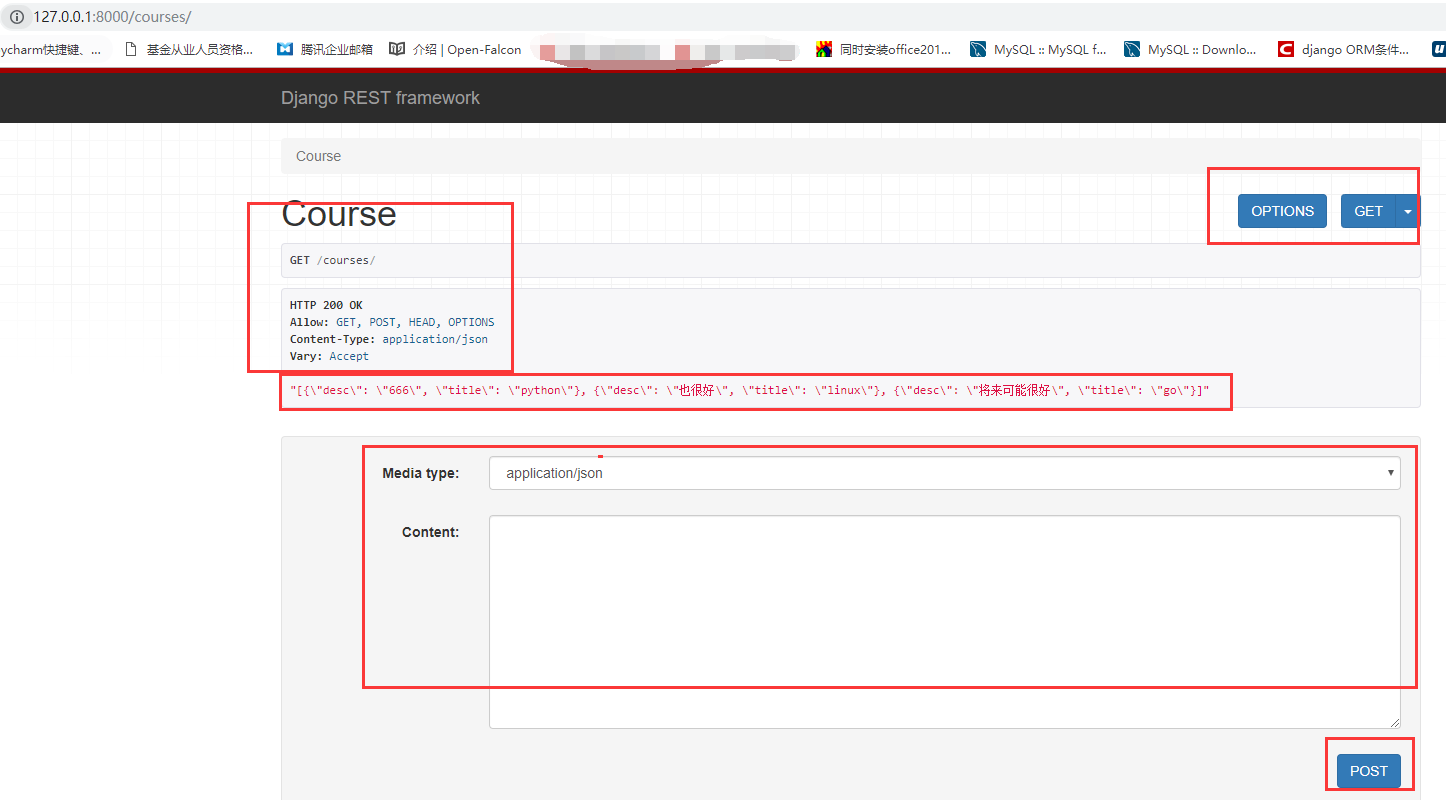 127.0.0.1:8000/courses/
ycharm快捷键、... 基金从业人员资格... 腾讯企业邮箱 介绍 | Open-Falcon 同时安装office201... MySQL :: MySQL f... MySQL :: Downlo... django ORM条件...
Django REST framework
Course
Course
OPTIONS GET
GET /courses/
HTTP 200 OK
Allow: GET, POST, HEAD, OPTIONS
Content-Type: application/json
Vary: Accept
"[{\"desc\": \"666\", \"title\": \"python\"}, {\"desc\": \"也很好\", \"title\": \"linux\"}, {\"desc\": \"将来可能很好\", \"title\": \"go\"}]"
Media type: application/json
Content:
POST